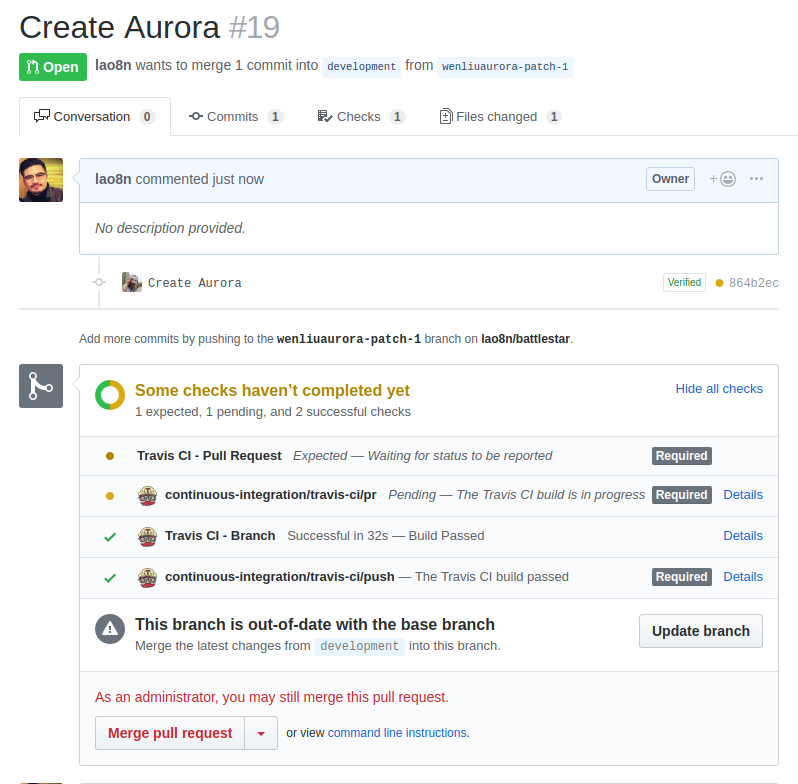 Create Aurora #19
Open lao8n wants to merge 1 commit into development from wenliuaurora-patch-1
Conversation 0 Commits 1 Checks 1 Files changed 1
lao8n commented just now Owner
No description provided.
Create Aurora Verified 864b2ec
Add more commits by pushing to the wenliuaurora-patch-1 branch on lao8n/battlestar.
Some checks haven’t completed yet Hide all checks
1 expected, 1 pending, and 2 successful checks
Travis CI - Pull Request Expected — Waiting for status to be reported Required
continuous-integration/travis-ci/pr Pending — The Travis CI build is in progress Required Details
Travis CI - Branch Successful in 32s — Build Passed Details
continuous-integration/travis-ci/push — The Travis CI build passed Required Details
This branch is out-of-date with the base branch
Merge the latest changes from development into this branch.
Update branch
As an administrator, you may still merge this pull request.
Merge pull request or view command line instructions.